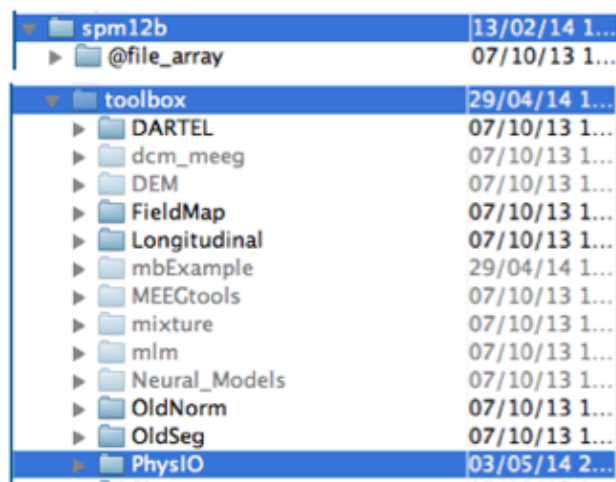 spm12b 13/02/14 1...
@file_array 07/10/13 1...
toolbox 29/04/14 1...
DARTEL 07/10/13 1...
dcm_meeg 07/10/13 1...
DEM 07/10/13 1...
FieldMap 07/10/13 1...
Longitudinal 07/10/13 1...
mbExample 29/04/14 1...
MEEGtools 07/10/13 1...
mixture 07/10/13 1...
mlm 07/10/13 1...
Neural_Models 07/10/13 1...
OldNorm 07/10/13 1...
OldSeg 07/10/13 1...
PhysIO 03/05/14 2...